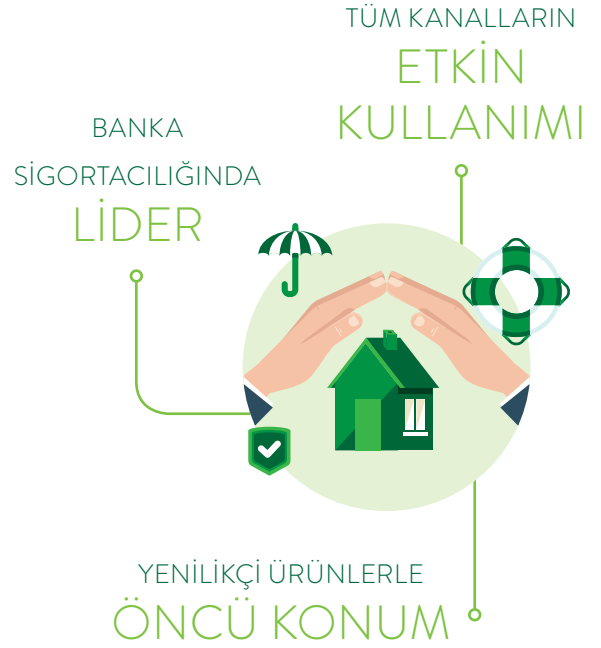 TÜM KANALLARIN
ETKİN
KULLANIMI
BANKA
SİGORTACILIĞINDA
LİDER
YENİLİKÇİ ÜRÜNLERLE
ÖNCÜ KONUM